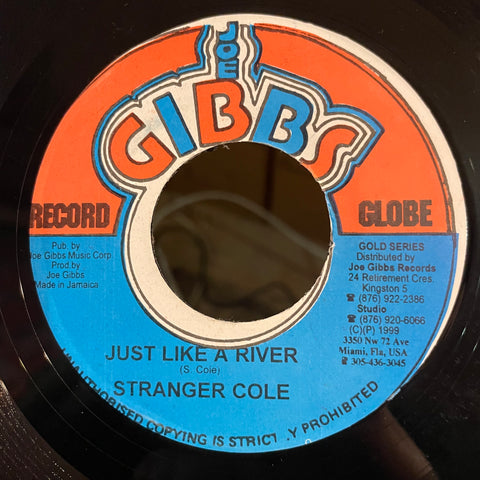 JOE
GIBBS
RECORD GLOBE
Pub. by
Joe Gibbs Music Corp.
Prod.by
Joe Gibbs
Made in Jamaica
GOLD SERIES
Distributed by
Joe Gibbs Records
24 Retirement Cres.
Kingston 5
☎ (876) 922-2386
Studio
☎ (876) 920-6066
(C)(P) 1999
3350 Nw 72 Ave
Miami, Fla, USA
☎ 305-436-3045
JUST LIKE A RIVER
(S. Cole)
STRANGER COLE
UNAUTHORISED COPYING IS STRICT.Y PROHIBITED